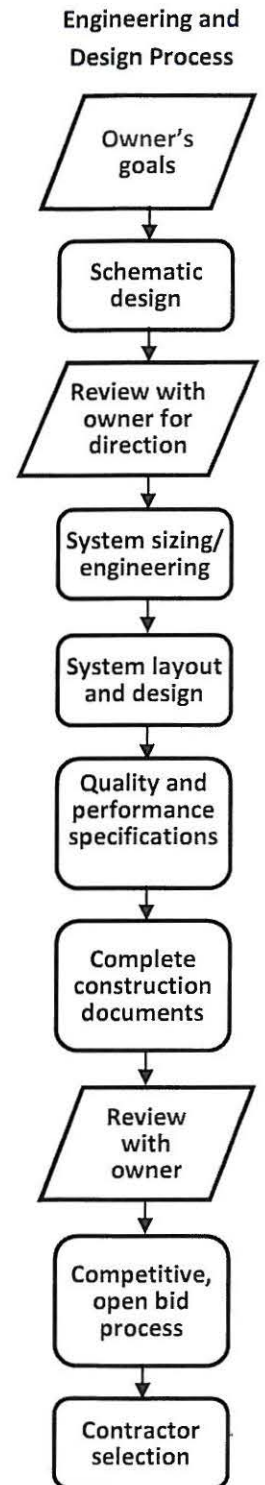 Engineering and
Design Process
Owner's
goals
Schematic
design
Review with
owner for
direction
System sizing/
engineering
System layout
and design
Quality and
performance
specifications
Complete
construction
documents
Review
with
owner
Competitive,
open bid
process
Contractor
selection